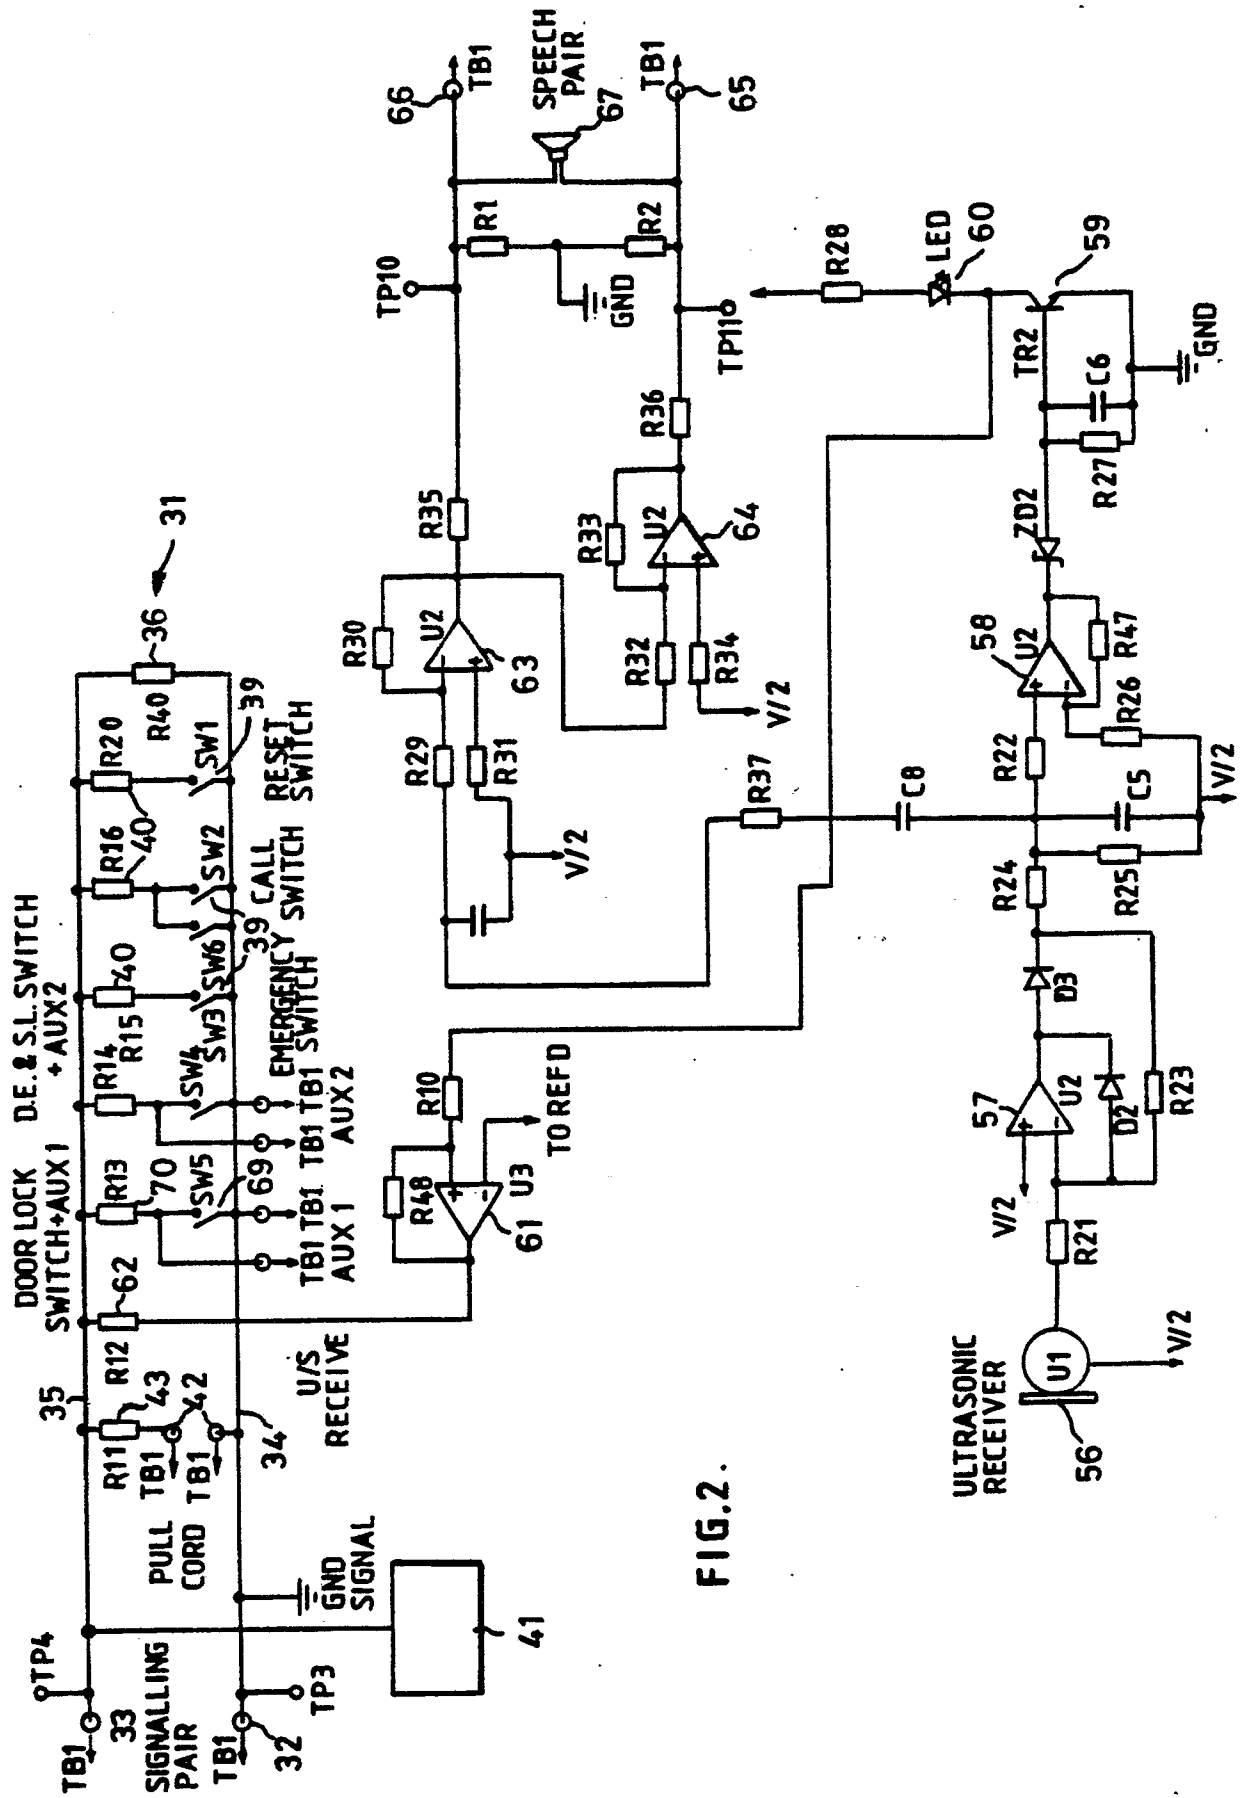 DOOR LOCK
SWITCH+AUX1
D.E. & S.L. SWITCH
+ AUX2
TP4
TB1
33
SIGNALLING
PAIR
TB1
32
TP3
GND
SIGNAL
41
35
34
PULL
CORD
R11
43
42
TB1
TB1
R12
62
U/S
RECEIVE
R13
70
SW5
69
TB1 TB1
AUX 1
R14
SW4
TB1 TB1
AUX 2
R15
40
SW3
SW6
39
EMERGENCY
SWITCH
R16
40
SW2
39
CALL
SWITCH
R20
SW1
39
RESET
SWITCH
R40
36
31
R48
R10
U3
61
TO REFD
R29
R31
V/2
R30
U2
63
R35
TP10
66
TB1
R1
R2
GND
SPEECH
PAIR
67
TB1
65
R32
R34
V/2
R33
U2
64
R36
TP11
R37
C8
R28
LED
60
FIG.2.
ULTRASONIC
RECEIVER
U1
56
V/2
R21
V/2
57
U2
D2
D3
R23
R24
R25
C5
V/2
R22
58
U2
R26
R47
ZD2
R27
C6
TR2
59
GND